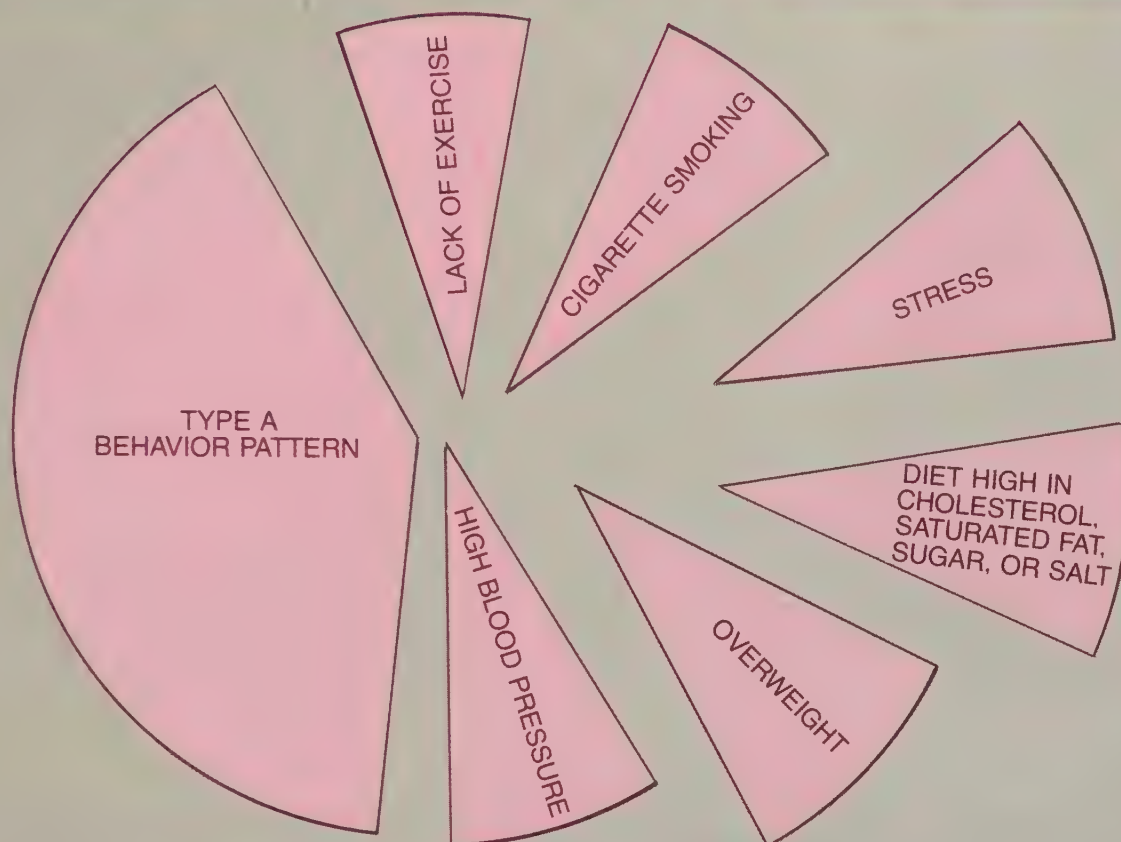 LACK OF EXERCISE
CIGARETTE SMOKING
STRESS
TYPE A
BEHAVIOR PATTERN
DIET HIGH IN
CHOLESTEROL,
SATURATED FAT,
SUGAR, OR SALT
HIGH BLOOD PRESSURE
OVERWEIGHT